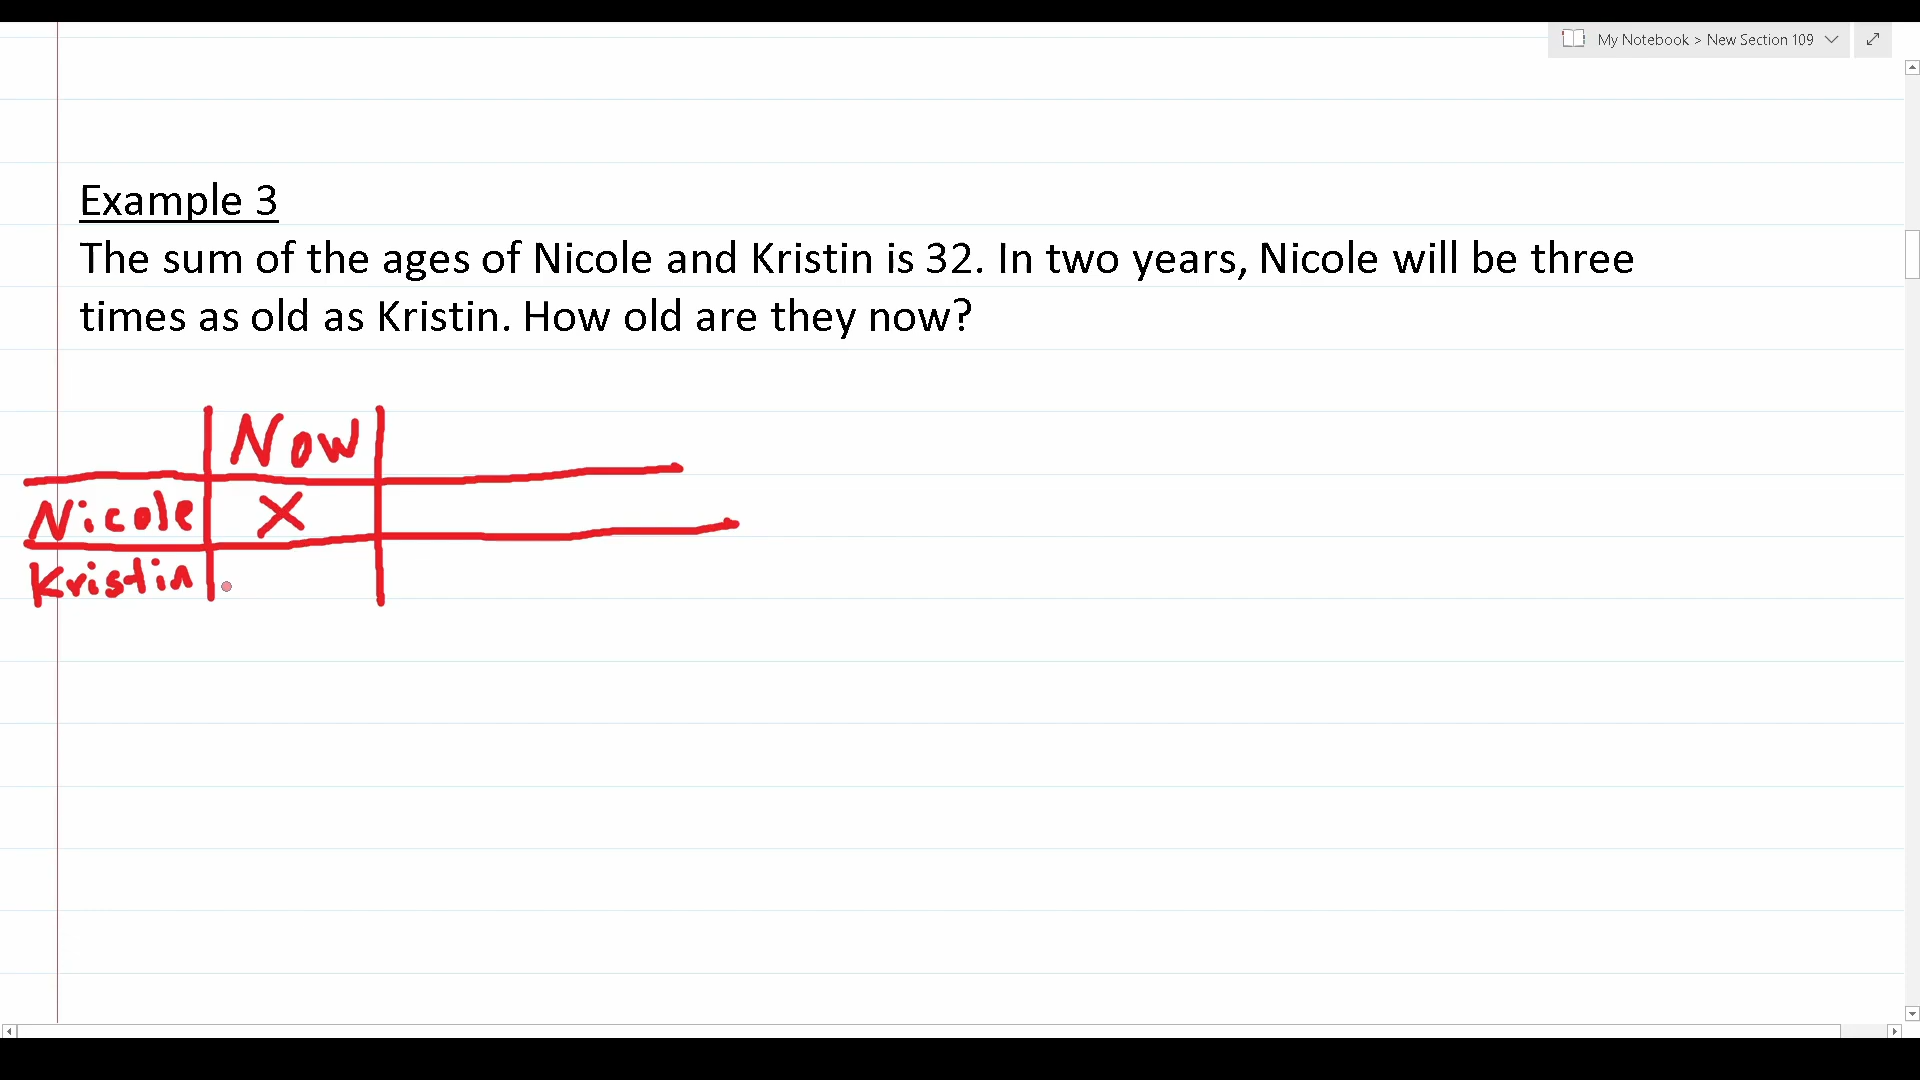 My Notebook > New Section 109
Example 3
The sum of the ages of Nicole and Kristin is 32. In two years, Nicole will be three
times as old as Kristin. How old are they now?
Now
Nicole X
Kristin